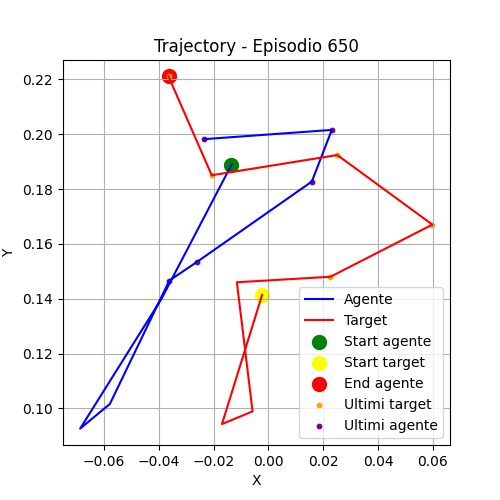 Trajectory - Episodio 650
0.22
0.20
0.18
0.16
0.14
0.12
0.10
Y
Agente
Target
Start agente
Start target
End agente
Ultimi target
Ultimi agente
−0.06
−0.04
−0.02
0.00
0.02
0.04
0.06
X